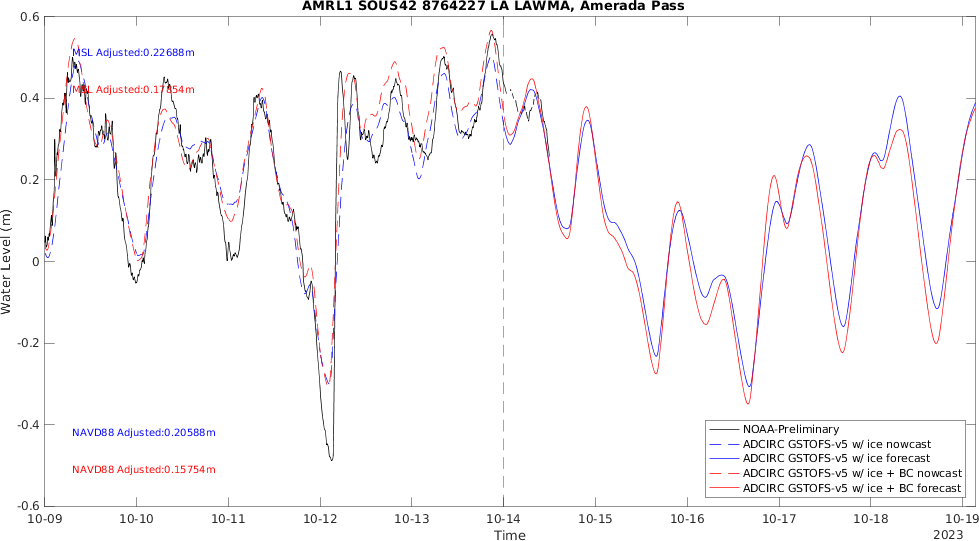 AMRL1 SOUS42 8764227 LA LAWMA, Amerada Pass
0.6
0.4
0.2
0
-0.2
-0.4
-0.6
Water Level (m)
MSL Adjusted:0.22688m
MSL Adjusted:0.17854m
NAVD88 Adjusted:0.20588m
NAVD88 Adjusted:0.15754m
NOAA-Preliminary
ADCIRC GSTOFS-v5 w/ ice nowcast
ADCIRC GSTOFS-v5 w/ ice forecast
ADCIRC GSTOFS-v5 w/ ice + BC nowcast
ADCIRC GSTOFS-v5 w/ ice + BC forecast
10-09 10-10 10-11 10-12 10-13 10-14 10-15 10-16 10-17 10-18 10-19
Time
2023